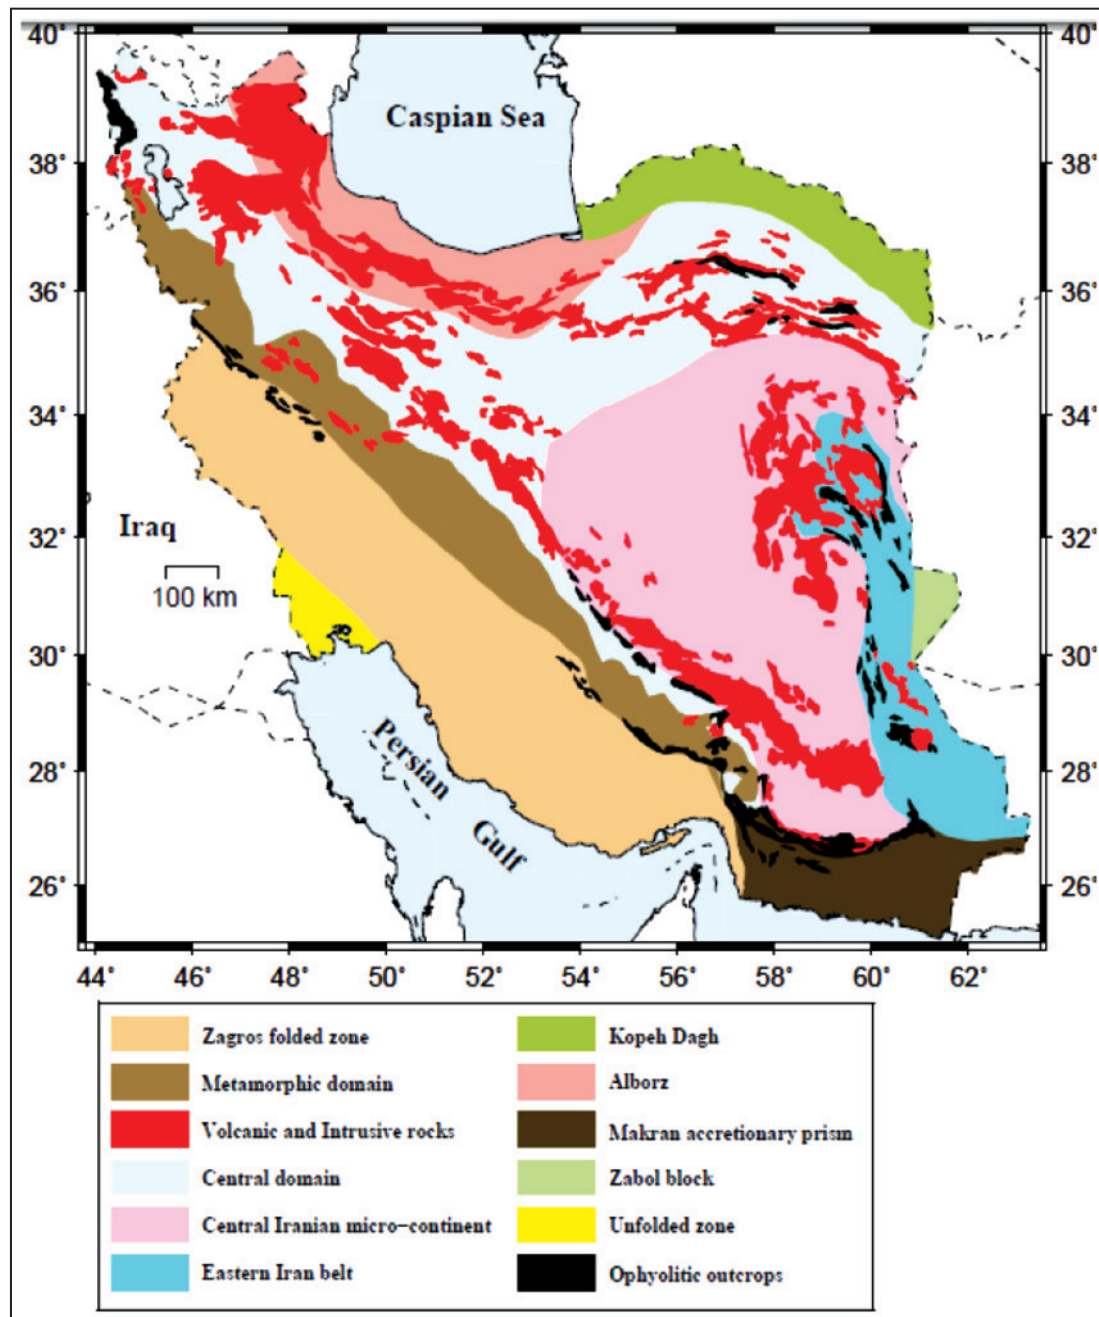 40° 40°
Caspian Sea
38° 38°
36° 36°
34° 34°
Iraq
32° 32°
100 km
30° 30°
Persian
Gulf
28° 28°
26° 26°
44° 46° 48° 50° 52° 54° 56° 58° 60° 62°
Zagros folded zone
Kopeh Dagh
Metamorphic domain
Alborz
Volcanic and Intrusive rocks
Makran accretionary prism
Central domain
Zabol block
Central Iranian micro-continent
Unfolded zone
Eastern Iran belt
Ophyolitic outcrops